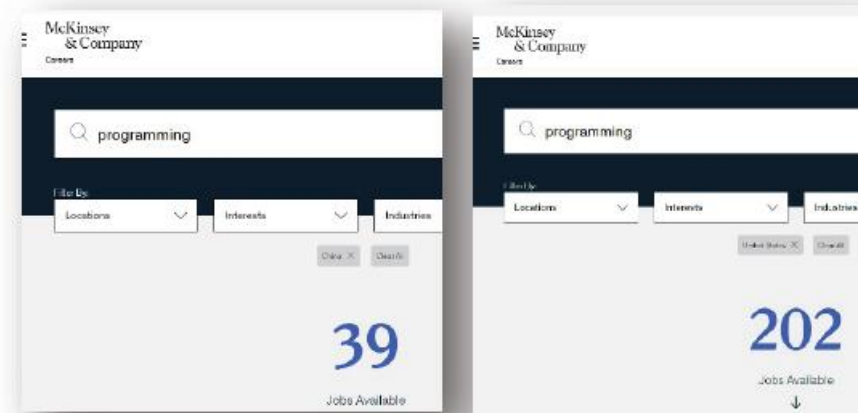 McKinsey
& Company
Careers
programming
Filter By:
Locations
Interests
Industries
China X
Clear All
39
Jobs Available
McKinsey
& Company
Careers
programming
Filter By:
Locations
Interests
Industries
United States X
Clear All
202
Jobs Available
↓